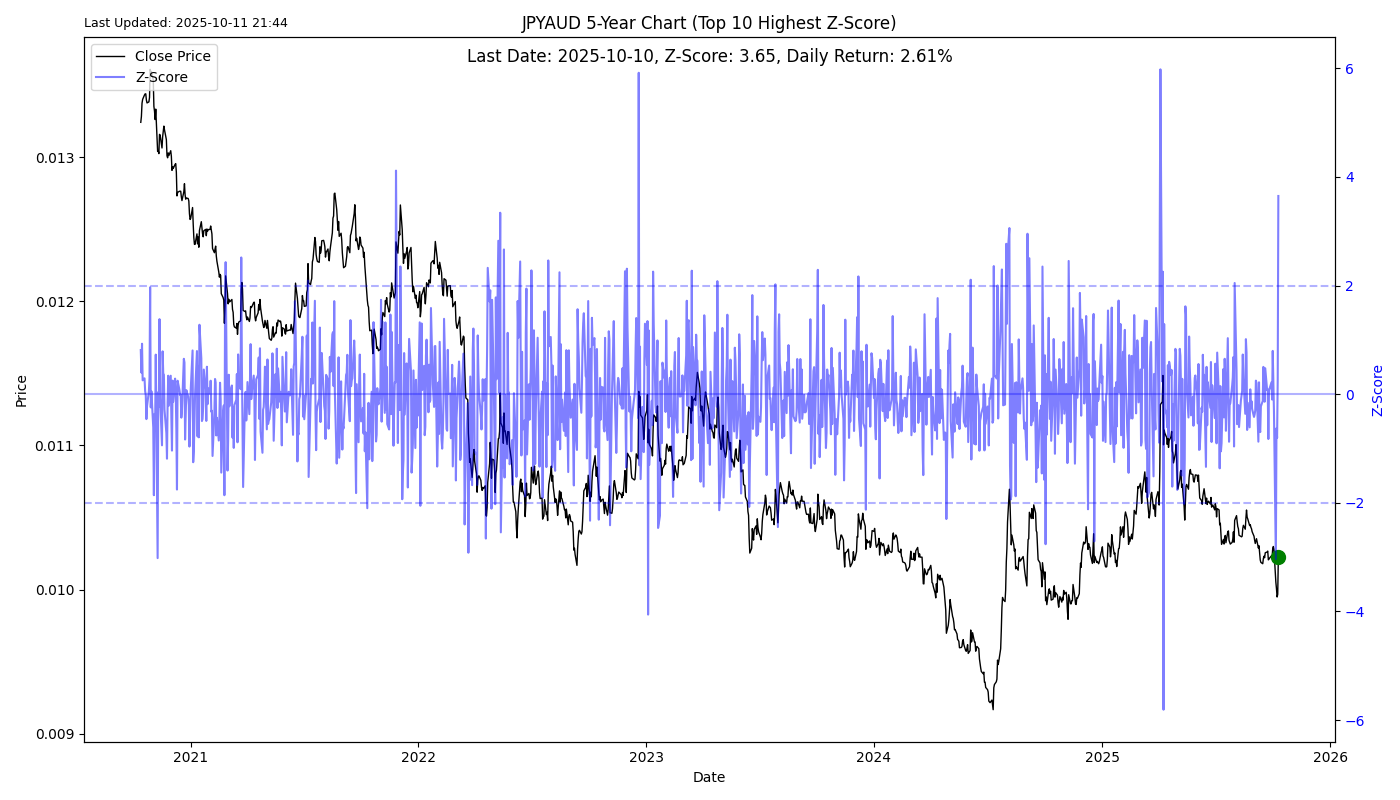 Last Updated: 2025-10-11 21:44
JPYAUD 5-Year Chart (Top 10 Highest Z-Score)
Last Date: 2025-10-10, Z-Score: 3.65, Daily Return: 2.61%
Close Price
Z-Score
Price
0.013
0.012
0.011
0.010
0.009
6
4
2
0
−2
−4
−6
Z-Score
2021
2022
2023
2024
2025
2026
Date